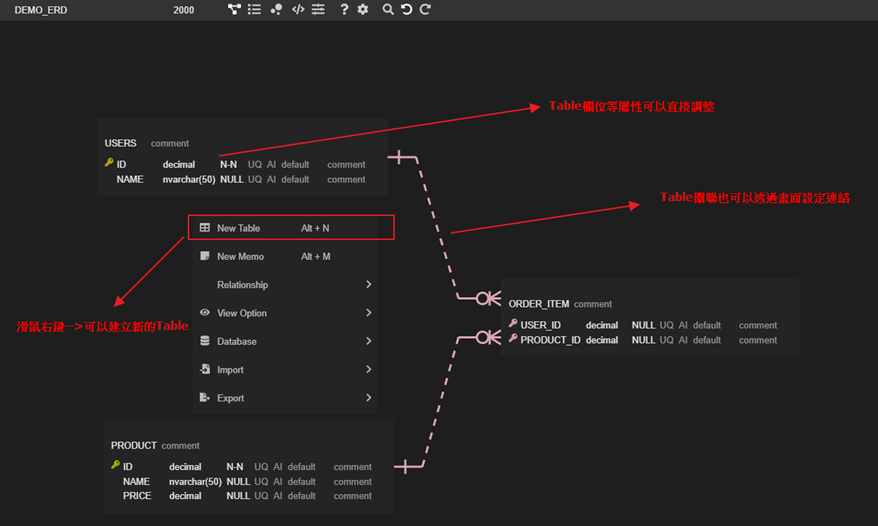 DEMO_ERD 2000
Table欄位等屬性可以直接調整
USERS comment
ID decimal N-N UQ AI default comment
NAME nvarchar(50) NULL UQ AI default comment
Table關聯也可以透過畫面設定連結
New Table Alt + N
New Memo Alt + M
Relationship
View Option
Database
Import
Export
滑鼠右鍵-->可以建立新的Table
ORDER_ITEM comment
USER_ID decimal NULL UQ AI default comment
PRODUCT_ID decimal NULL UQ AI default comment
PRODUCT comment
ID decimal N-N UQ AI default comment
NAME nvarchar(50) NULL UQ AI default comment
PRICE decimal NULL UQ AI default comment